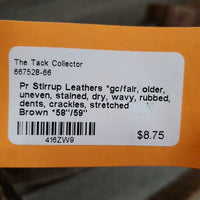 The Tack Collector
667528-66
Pr Stirrup Leathers *gc/fair, older,
uneven, stained, dry, wavy, rubbed,
dents, crackles, stretched
Brown *58"/59"
$8.75
416ZW9